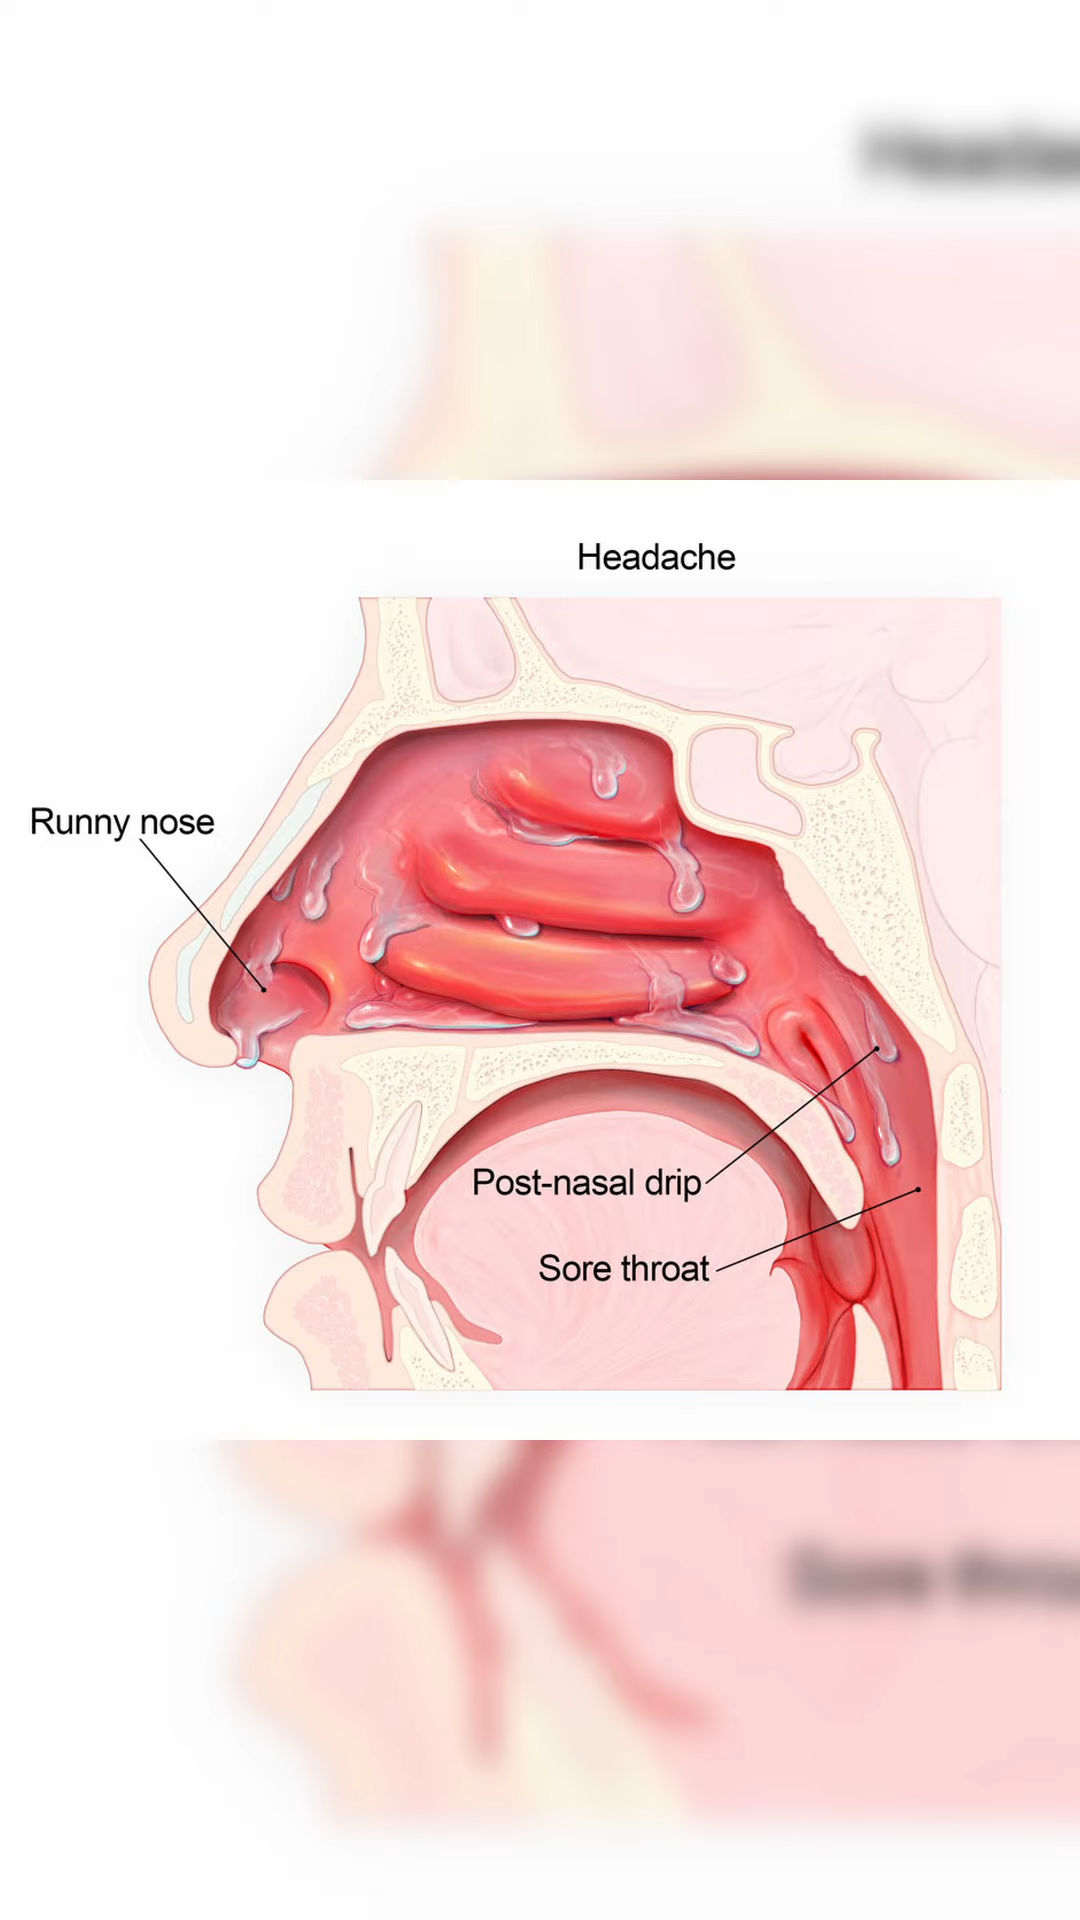 Headache
Runny nose
Post-nasal drip
Sore throat